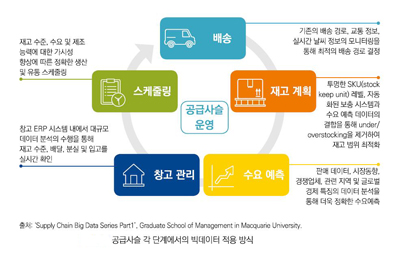 배송
기존의 배송 경로, 교통 정보,
실시간 날씨 정보의 모니터링을
통해 최적의 배송 경로 결정
재고 수준, 수요 및 제조
능력에 대한 가시성
향상에 따른 정확한 생산
및 유통 스케줄링
스케줄링
공급사슬
운영
재고 계획
투명한 SKU(stock
keep unit) 레벨, 자동
화된 보충 시스템과
수요 예측 데이터의
결합을 통해 under/
overstocking을 제거하여
재고 범위 최적화
창고 ERP 시스템 내에서 대규모
데이터 분석의 수행을 통해
재고 수준, 배달, 분실 및 입고를
실시간 확인
창고 관리
수요 예측
판매 데이터, 시장동향,
경쟁업체, 관련 지역 및 글로벌
경제 특징의 데이터 분석을
통해 더욱 정확한 수요예측
출처: 'Supply Chain Big Data Series Part1', Graduate School of Management in Macquarie University.
공급사슬 각 단계에서의 빅데이터 적용 방식